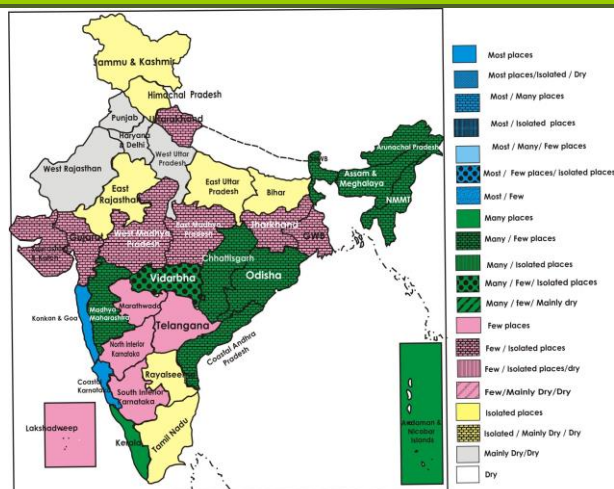 Jammu & Kashmir
Himachal Pradesh
Uttarakhand
Punjab
Haryana
& Delhi
West Uttar
Pradesh
West Rajasthan
East
Rajasthan
East Uttar
Pradesh
Bihar
Arunachal Pradesh
Assam &
Meghalaya
NMMT
Gujarat
West Madhya
Pradesh
East Madhya
Pradesh
Jharkhand
GWB
Chhattisgarh
Vidarbha
Odisha
Madhya
Maharashtra
Marathwada
Telangana
Konkan & Goa
North Interior
Karnataka
Coastal Andhra
Pradesh
Rayalseema
Coastal
Karnataka
South Interior
Karnataka
Lakshadweep
Kerala
Tamil Nadu
Andaman &
Nicobar
Islands
Most places
Most places/Isolated / Dry
Most / Many places
Most / Isolated places
Most / Many/ Few places
Most / Few places/ isolated places
Most / Few
Many places
Many / Few places
Many / Isolated places
Many / Few/ Isolated places
Many / few/ Mainly dry
Few places
Few / Isolated places
Few / Isolated places/dry
Few/Mainly Dry/Dry
Isolated places
Isolated / Mainly Dry / Dry
Mainly Dry/Dry
Dry